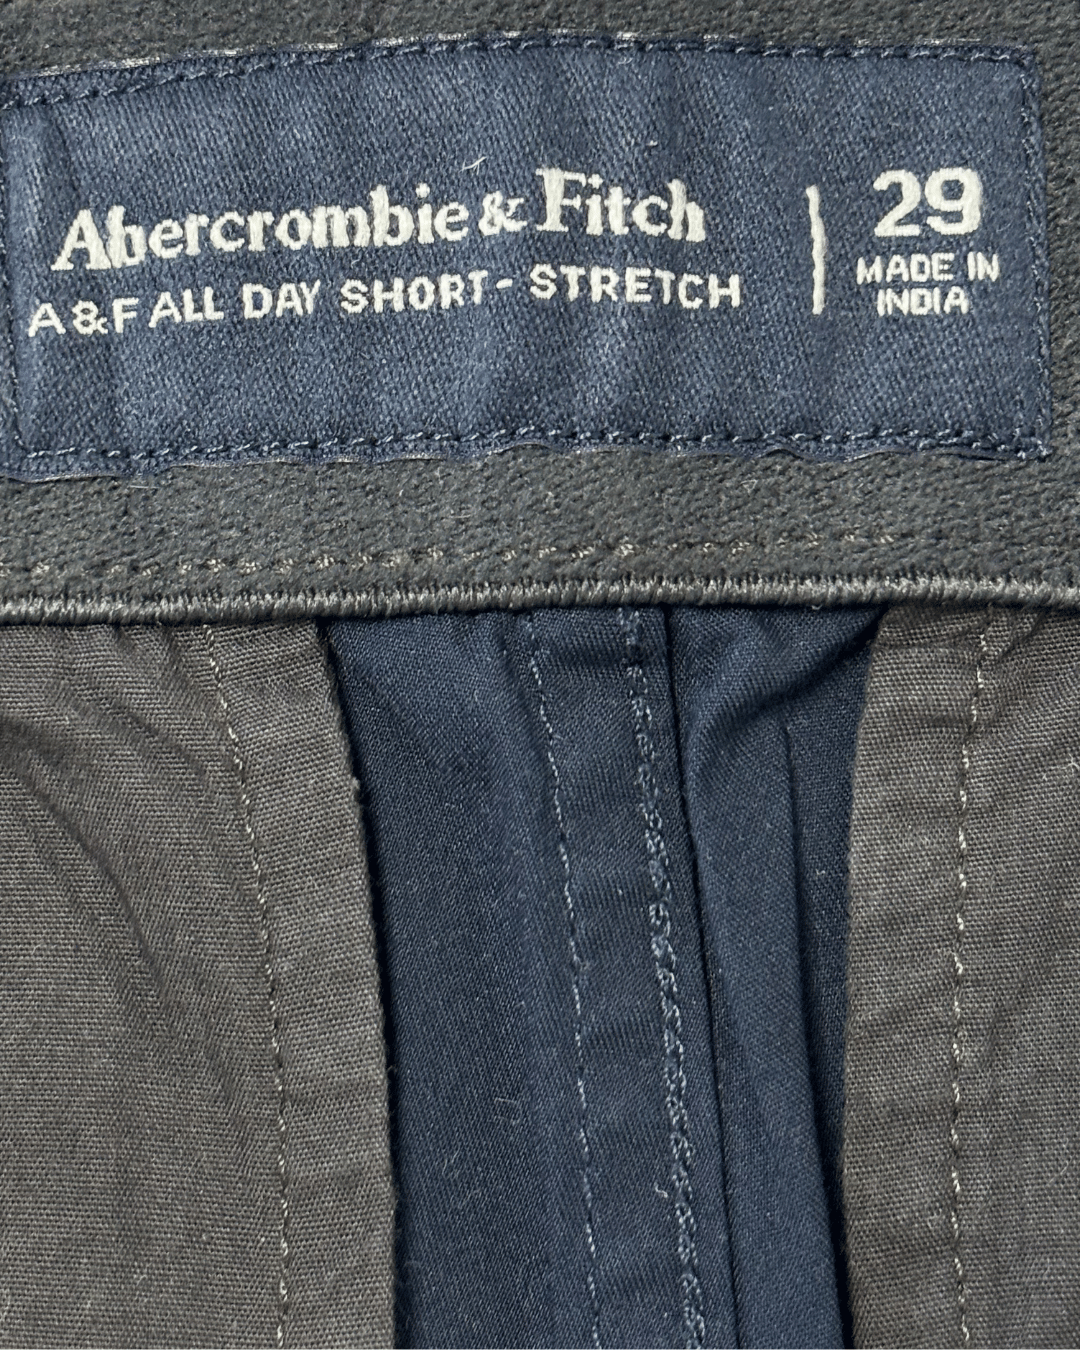 Abercrombie & Fitch
A & F ALL DAY SHORT - STRETCH
29
MADE IN
INDIA